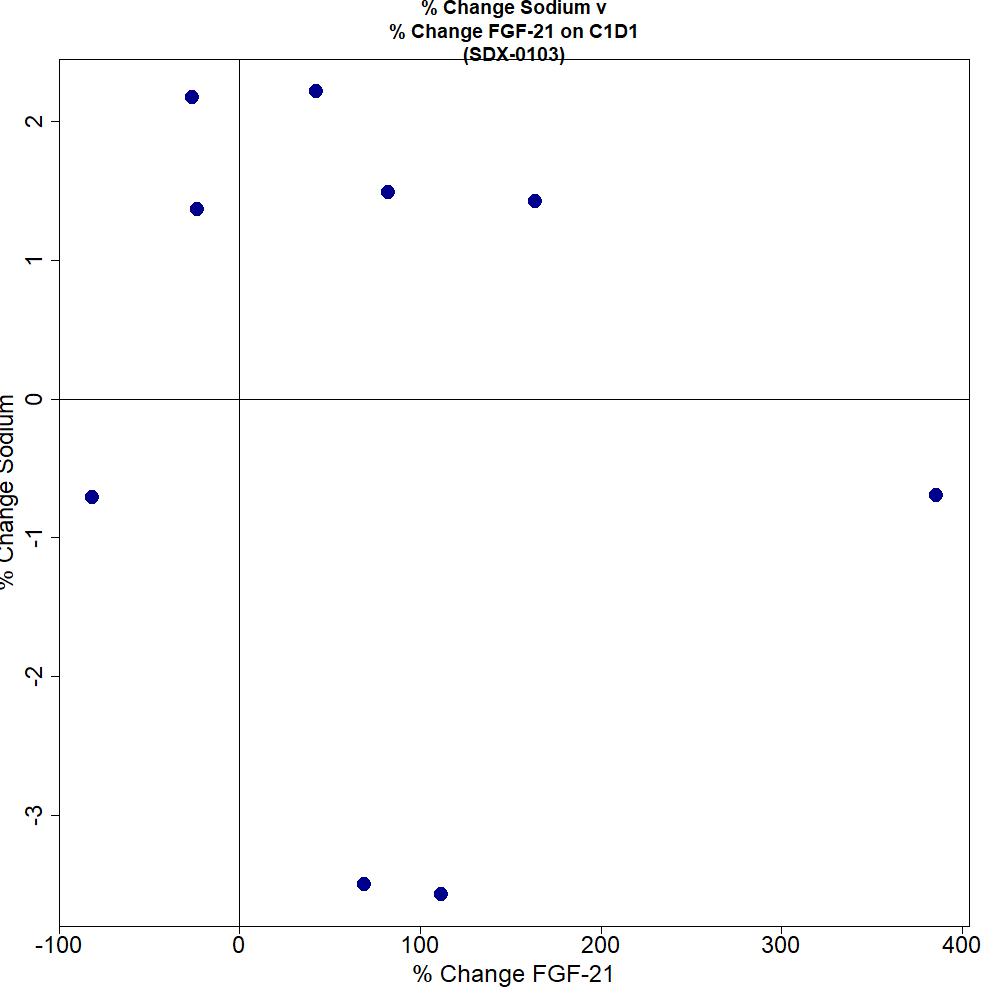 % Change Sodium v
% Change FGF-21 on C1D1
(SDX-0103)
2
1
0
-1
-2
-3
% Change Sodium
-100
0
100
200
300
400
% Change FGF-21